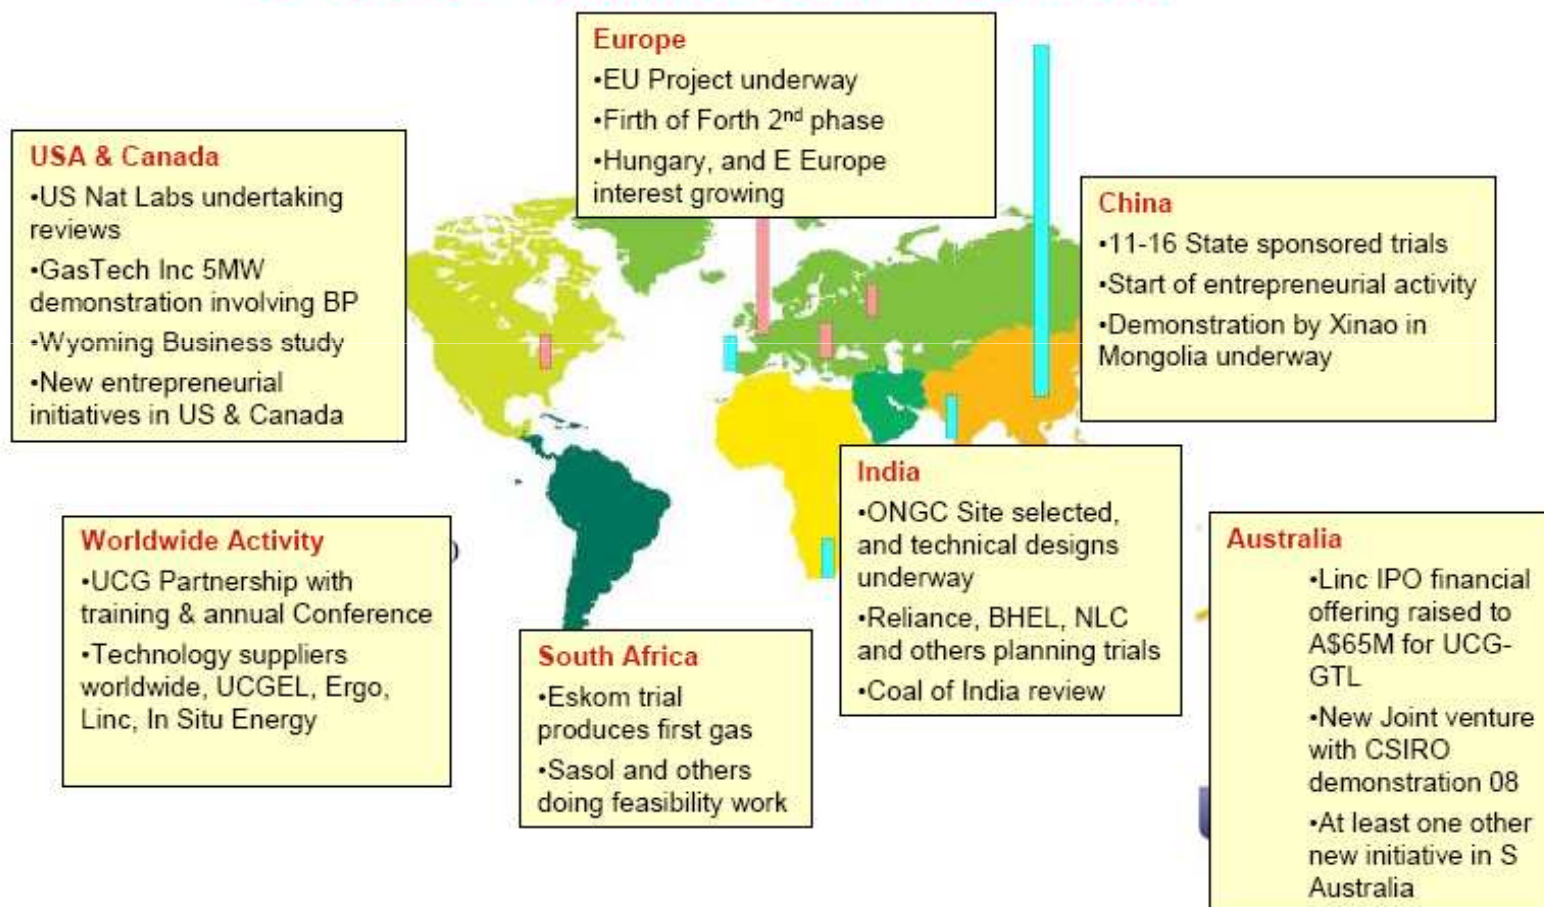 Europe
•EU Project underway
•Firth of Forth 2nd phase
•Hungary, and E Europe
interest growing
USA & Canada
•US Nat Labs undertaking
reviews
•GasTech Inc 5MW
demonstration involving BP
•Wyoming Business study
•New entrepreneurial
initiatives in US & Canada
China
•11-16 State sponsored trials
•Start of entrepreneurial activity
•Demonstration by Xinao in
Mongolia underway
India
•ONGC Site selected,
and technical designs
underway
•Reliance, BHEL, NLC
and others planning trials
•Coal of India review
Worldwide Activity
•UCG Partnership with
training & annual Conference
•Technology suppliers
worldwide, UCGEL, Ergo,
Linc, In Situ Energy
South Africa
•Eskom trial
produces first gas
•Sasol and others
doing feasibility work
Australia
•Linc IPO financial
offering raised to
A$65M for UCG-
GTL
•New Joint venture
with CSIRO
demonstration 08
•At least one other
new initiative in S
Australia